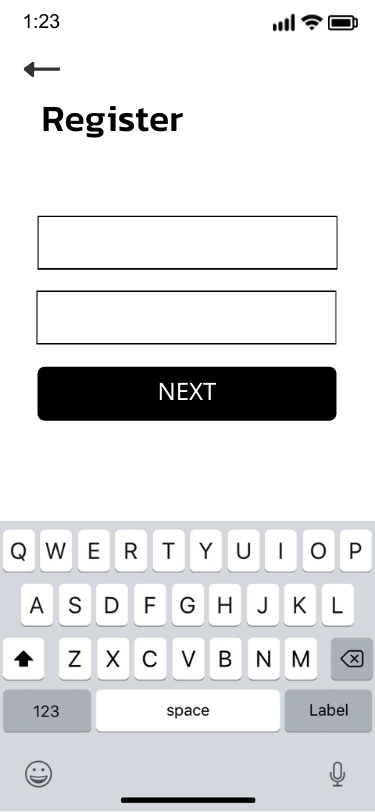 1:23
Register
NEXT
Q W E R T Y U I O P
A S D F G H J K L
Z X C V B N M
123 space Label